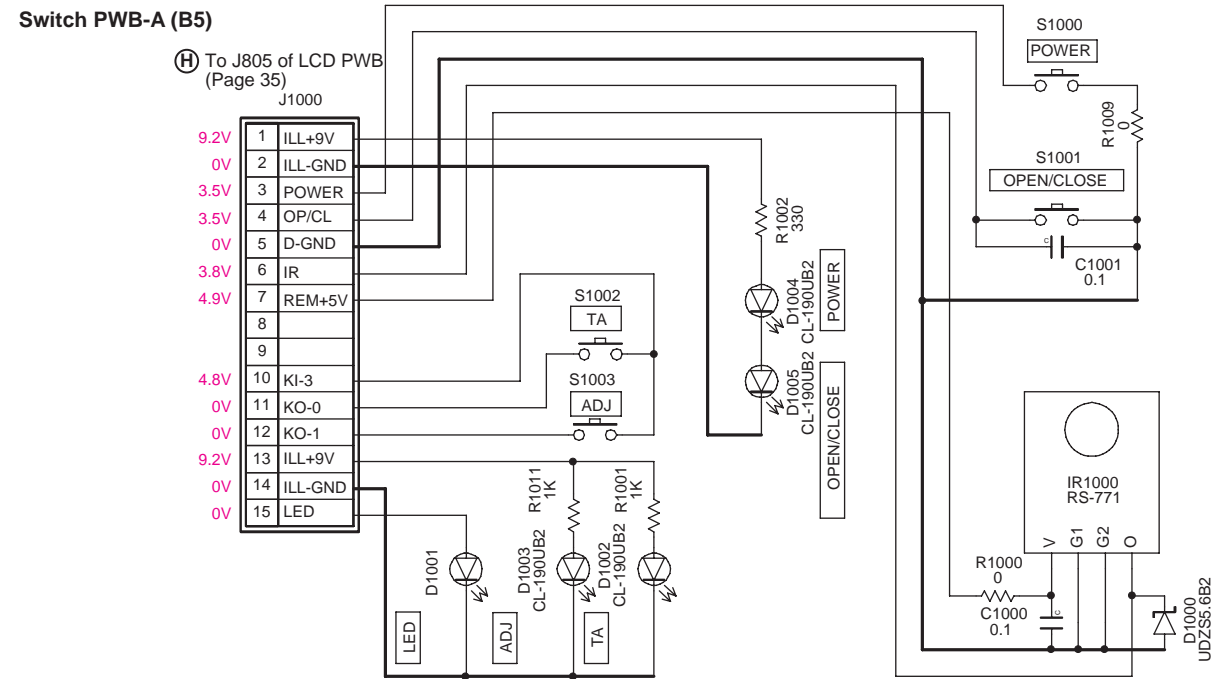 Switch PWB-A (B5)
H To J805 of LCD PWB
(Page 35)
J1000
9.2V 1 ILL+9V
0V 2 ILL-GND
3.5V 3 POWER
3.5V 4 OP/CL
0V 5 D-GND
3.8V 6 IR
4.9V 7 REM+5V
8
9
4.8V 10 KI-3
0V 11 KO-0
0V 12 KO-1
9.2V 13 ILL+9V
0V 14 ILL-GND
0V 15 LED
S1000
POWER
R1009
0
S1001
OPEN/CLOSE
c
C1001
0.1
R1002
330
D1004
CL-190UB2
POWER
D1005
CL-190UB2
OPEN/CLOSE
S1002
TA
S1003
ADJ
R1011
1K
R1001
1K
D1001
LED
D1003
CL-190UB2
ADJ
D1002
CL-190UB2
TA
IR1000
RS-771
V G1 G2 O
R1000
0
c
C1000
0.1
D1000
UDZS5.6B2